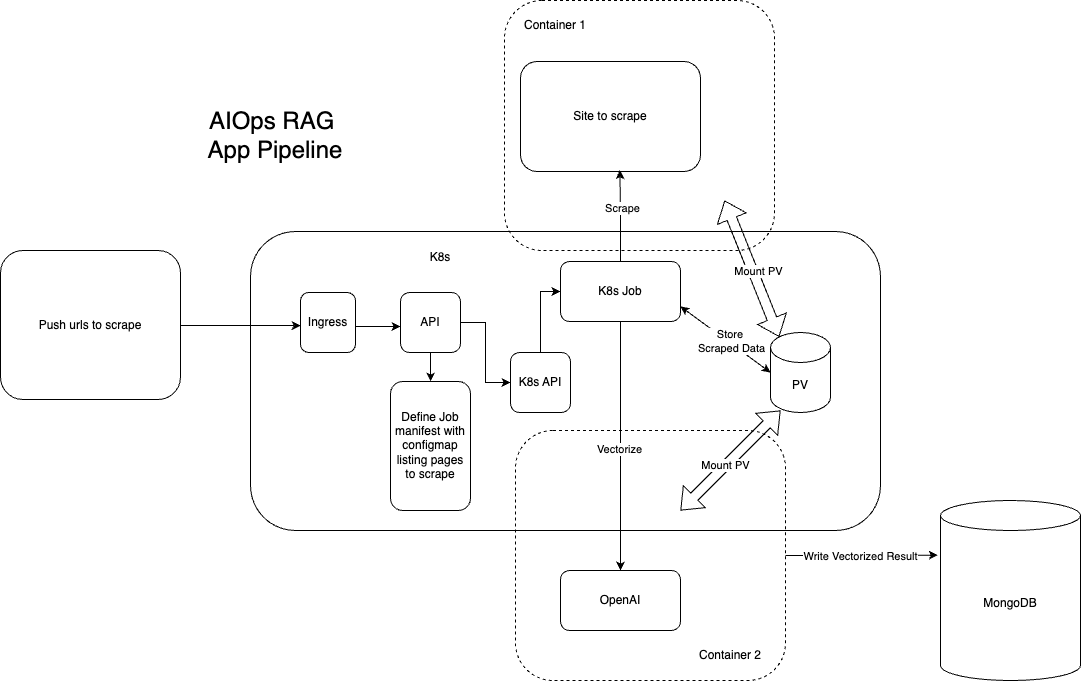 Container 1
Site to scrape
AIOps RAG
App Pipeline
Scrape
K8s
Mount PV
Push urls to scrape
Ingress
API
K8s Job
Store
Scraped Data
K8s API
PV
Define Job
manifest with
configmap
listing pages
to scrape
Vectorize
Mount PV
Write Vectorized Result
OpenAI
MongoDB
Container 2